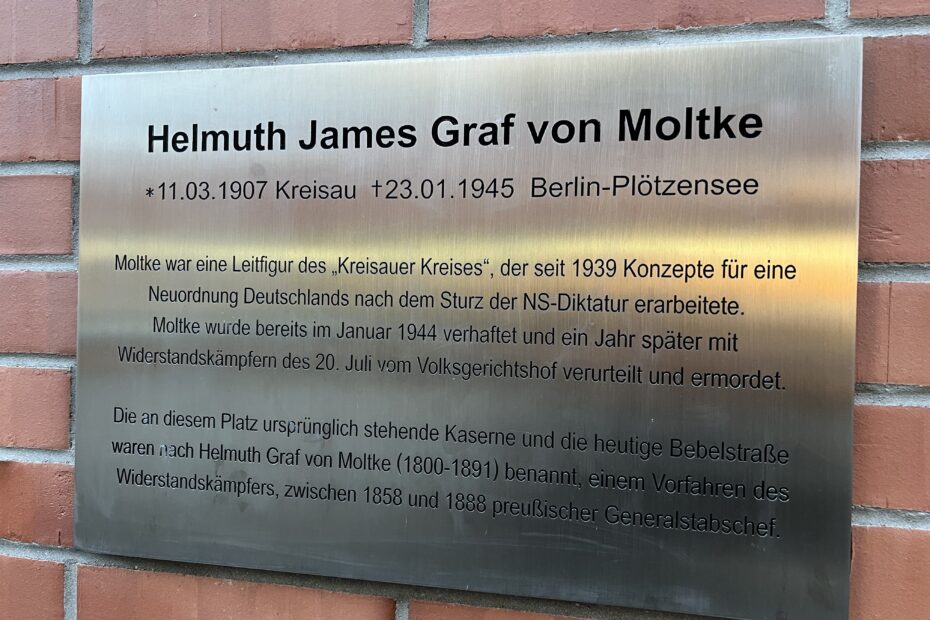 Helmuth James Graf von Moltke
*11.03.1907 Kreisau †23.01.1945 Berlin-Plötzensee
Moltke war eine Leitfigur des „Kreisauer Kreises“, der seit 1939 Konzepte für eine
Neuordnung Deutschlands nach dem Sturz der NS-Diktatur erarbeitete.
Moltke wurde bereits im Januar 1944 verhaftet und ein Jahr später mit
Widerstandskämpfern des 20. Juli vom Volksgerichtshof verurteilt und ermordet.
Die an diesem Platz ursprünglich stehende Kaserne und die heutige Bebelstraße
waren nach Helmuth Graf von Moltke (1800-1891) benannt, einem Vorfahren des
Widerstandskämpfers, zwischen 1858 und 1888 preußischer Generalstabschef.